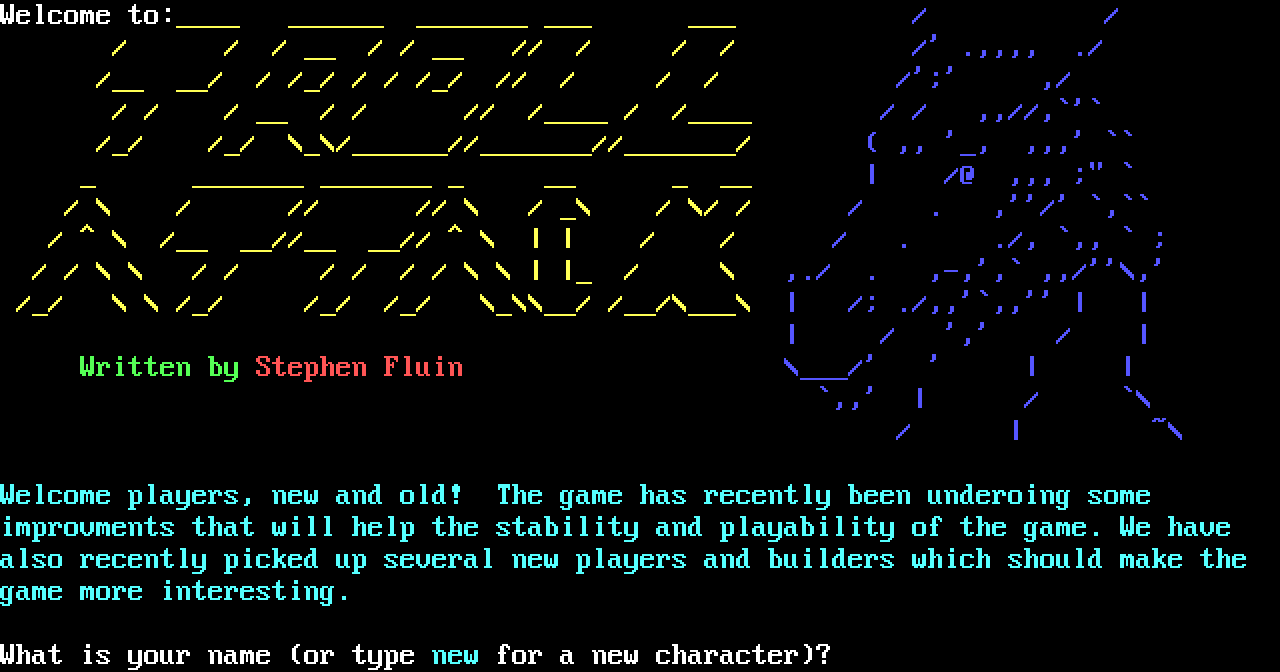 Welcome to:
TROLL
ATTACK
Written by Stephen Fluin
Welcome players, new and old!  The game has recently been underoing some
improvments that will help the stability and playability of the game. We have
also recently picked up several new players and builders which should make the
game more interesting.
What is your name (or type new for a new character)?